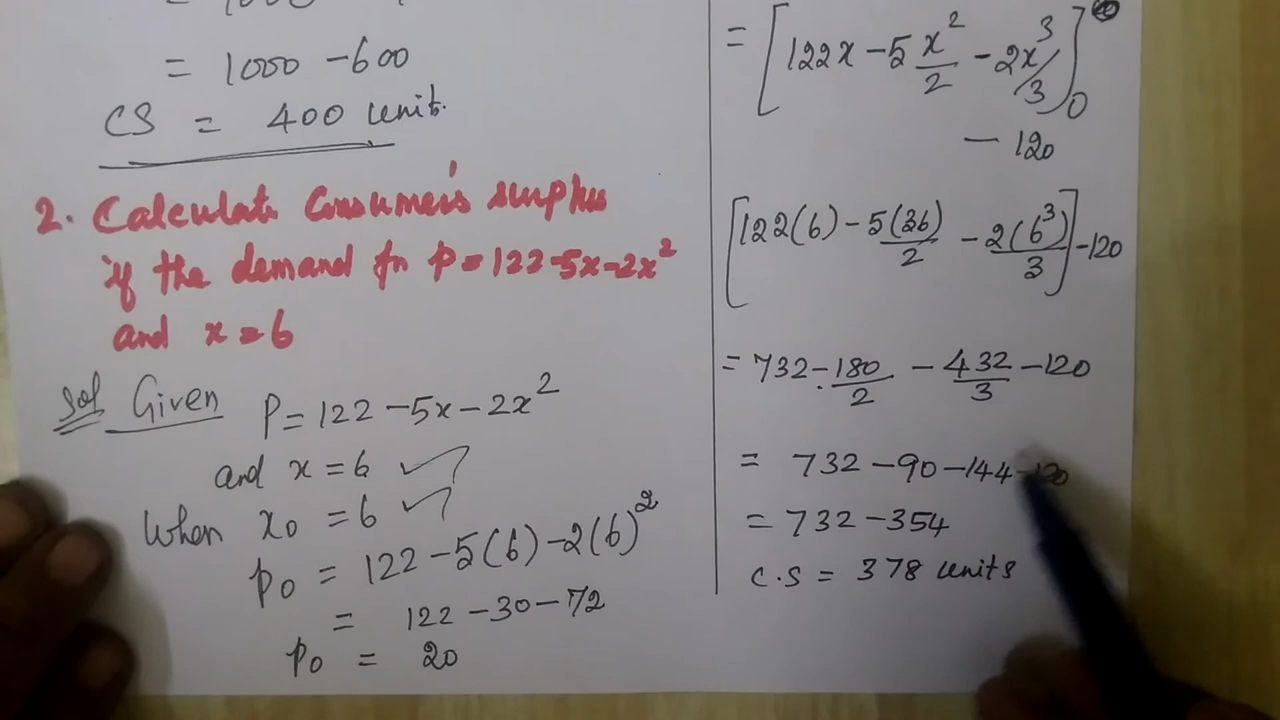 = 1000 - 600
CS = 400 units.
2. Calculate Consumer's surplus
if the demand fn p = 122-5x-2x²
and x = 6
Sol Given P = 122 - 5x - 2x²
and x = 6
When x₀ = 6
p₀ = 122 - 5(6) - 2(6)²
= 122 - 30 - 72
p₀ = 20
= [122x - 5x²/2 - 2x³/3]₀
- 120
[122(6) - 5(36)/2 - 2(6³)/3] - 120
= 732 - 180/2 - 432/3 - 120
= 732 - 90 - 144 - 120
= 732 - 354
C.S = 378 units